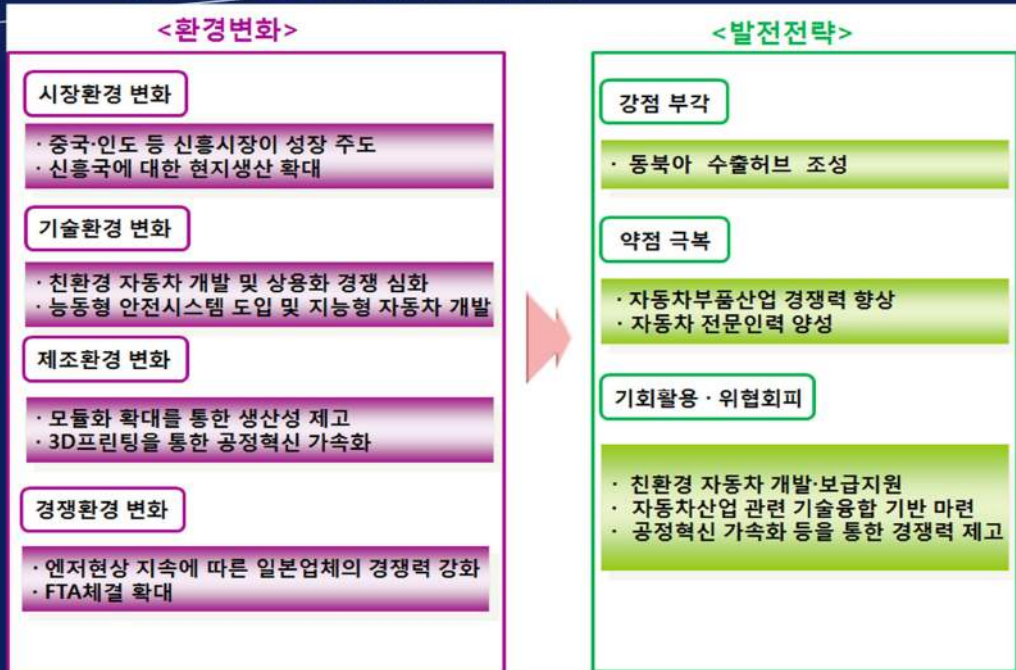 <환경변화>
시장환경 변화
· 중국·인도 등 신흥시장이 성장 주도
· 신흥국에 대한 현지생산 확대
기술환경 변화
· 친환경 자동차 개발 및 상용화 경쟁 심화
· 능동형 안전시스템 도입 및 지능형 자동차 개발
제조환경 변화
· 모듈화 확대를 통한 생산성 제고
· 3D프린팅을 통한 공정혁신 가속화
경쟁환경 변화
· 엔저현상 지속에 따른 일본업체의 경쟁력 강화
· FTA체결 확대
<발전전략>
강점 부각
· 동북아 수출허브 조성
약점 극복
· 자동차부품산업 경쟁력 향상
· 자동차 전문인력 양성
기회활용 · 위협회피
· 친환경 자동차 개발·보급지원
· 자동차산업 관련 기술융합 기반 마련
· 공정혁신 가속화 등을 통한 경쟁력 제고